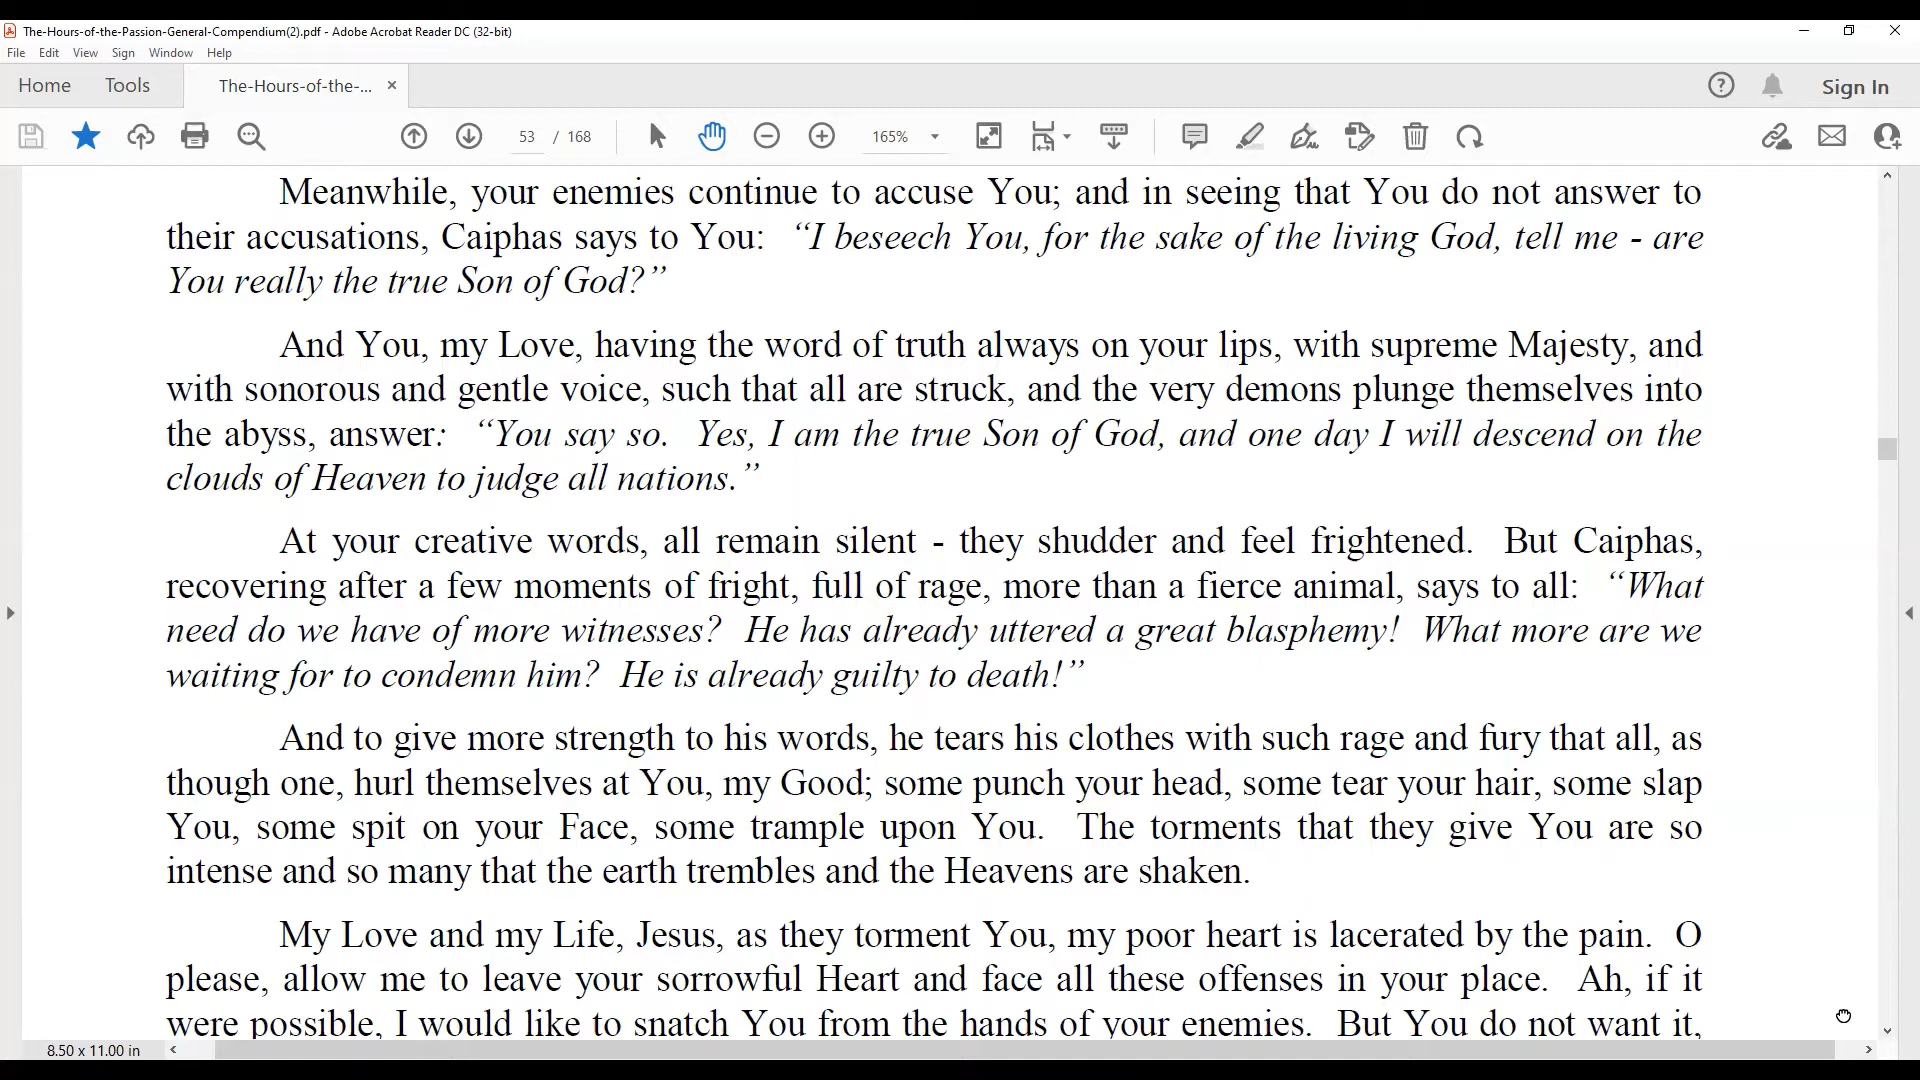 The-Hours-of-the-Passion-General-Compendium(2).pdf - Adobe Acrobat Reader DC (32-bit)
File Edit View Sign Window Help
Home Tools The-Hours-of-the-... × Sign In
53 / 168 165%
Meanwhile, your enemies continue to accuse You; and in seeing that You do not answer to
their accusations, Caiphas says to You: “I beseech You, for the sake of the living God, tell me - are
You really the true Son of God?”
And You, my Love, having the word of truth always on your lips, with supreme Majesty, and
with sonorous and gentle voice, such that all are struck, and the very demons plunge themselves into
the abyss, answer: “You say so. Yes, I am the true Son of God, and one day I will descend on the
clouds of Heaven to judge all nations.”
At your creative words, all remain silent - they shudder and feel frightened. But Caiphas,
recovering after a few moments of fright, full of rage, more than a fierce animal, says to all: “What
need do we have of more witnesses? He has already uttered a great blasphemy! What more are we
waiting for to condemn him? He is already guilty to death!”
And to give more strength to his words, he tears his clothes with such rage and fury that all, as
though one, hurl themselves at You, my Good; some punch your head, some tear your hair, some slap
You, some spit on your Face, some trample upon You. The torments that they give You are so
intense and so many that the earth trembles and the Heavens are shaken.
My Love and my Life, Jesus, as they torment You, my poor heart is lacerated by the pain. O
please, allow me to leave your sorrowful Heart and face all these offenses in your place. Ah, if it
were possible, I would like to snatch You from the hands of your enemies. But You do not want it,
8.50 x 11.00 in